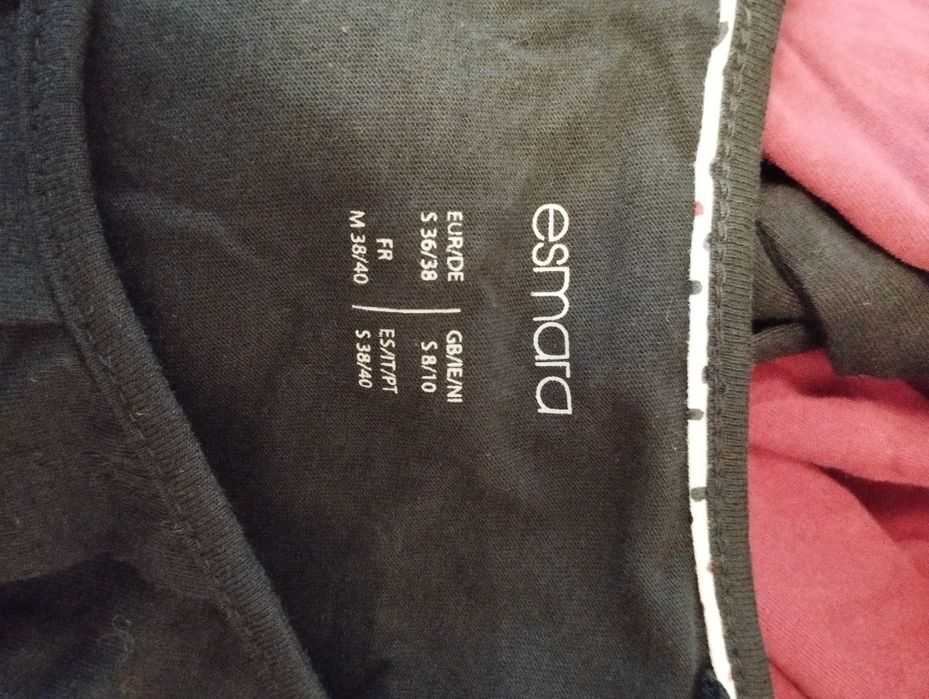 esmara
EUR/DE | GB/IE/NI
S 36/38 | S 8/10
FR | ES/IT/PT
M 38/40 | S 38/40